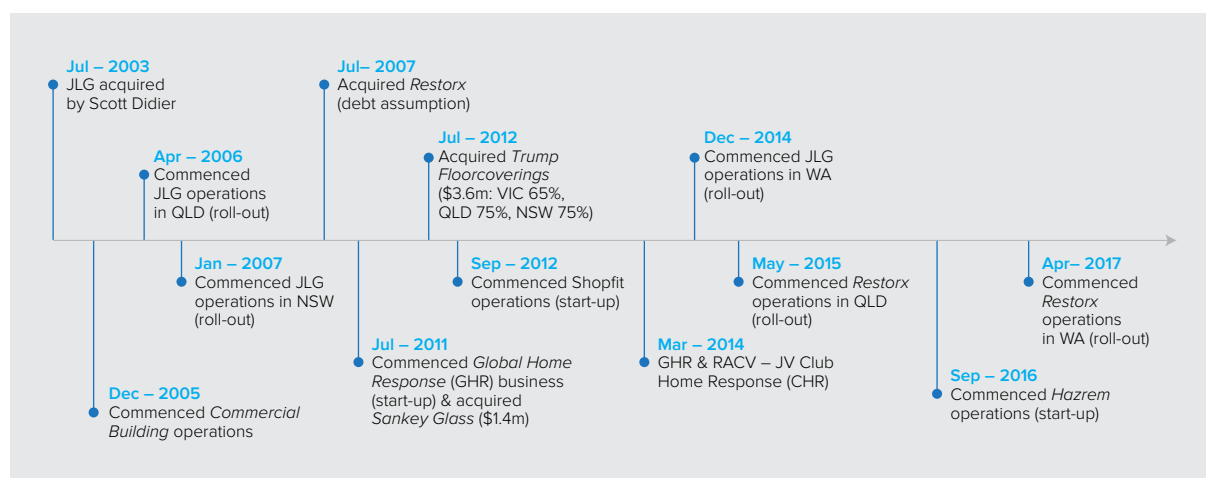 Jul – 2003
JLG acquired
by Scott Didier
Dec – 2005
Commenced Commercial
Building operations
Apr – 2006
Commenced
JLG operations
in QLD (roll-out)
Jan – 2007
Commenced JLG
operations in NSW
(roll-out)
Jul– 2007
Acquired Restorx
(debt assumption)
Jul – 2011
Commenced Global Home
Response (GHR) business
(start-up) & acquired
Sankey Glass ($1.4m)
Jul – 2012
Acquired Trump
Floorcoverings
($3.6m: VIC 65%,
QLD 75%, NSW 75%)
Sep – 2012
Commenced Shopfit
operations (start-up)
Mar – 2014
GHR & RACV – JV Club
Home Response (CHR)
Dec – 2014
Commenced JLG
operations in WA
(roll-out)
May – 2015
Commenced Restorx
operations in QLD
(roll-out)
Sep – 2016
Commenced Hazrem
operations (start-up)
Apr– 2017
Commenced
Restorx
operations
in WA (roll-out)